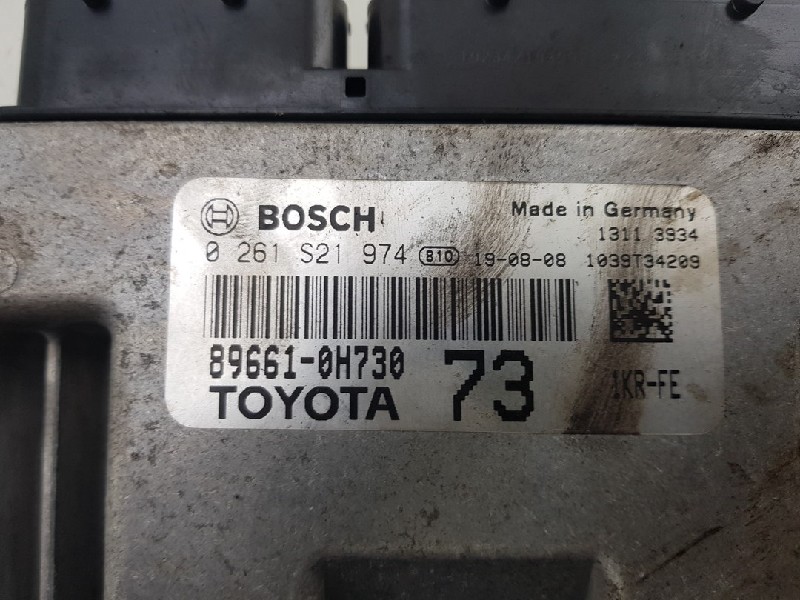 BOSCH
Made in Germany
1311 3934
0 261 S21 974 B10 19-08-08 1039T34209
89661-0H730
TOYOTA 73 1KR-FE